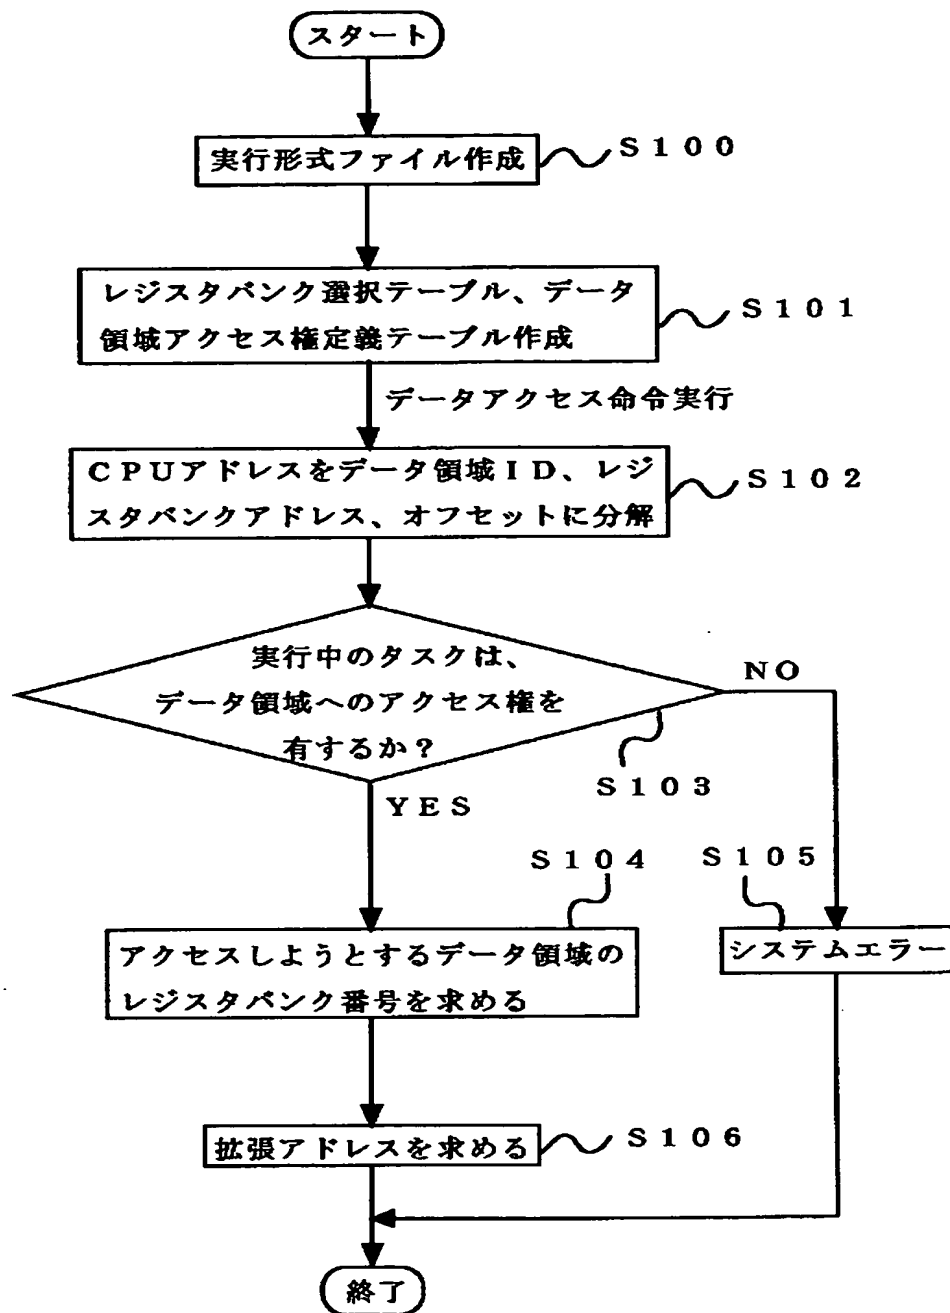 スタート
実行形式ファイル作成
S100
レジスタバンク選択テーブル、データ
領域アクセス権定義テーブル作成
S101
データアクセス命令実行
CPUアドレスをデータ領域ID、レジ
スタバンクアドレス、オフセットに分解
S102
実行中のタスクは、
データ領域へのアクセス権を
有するか?
NO
S103
YES
S104
S105
アクセスしようとするデータ領域の
レジスタバンク番号を求める
システムエラー
拡張アドレスを求める
S106
終了